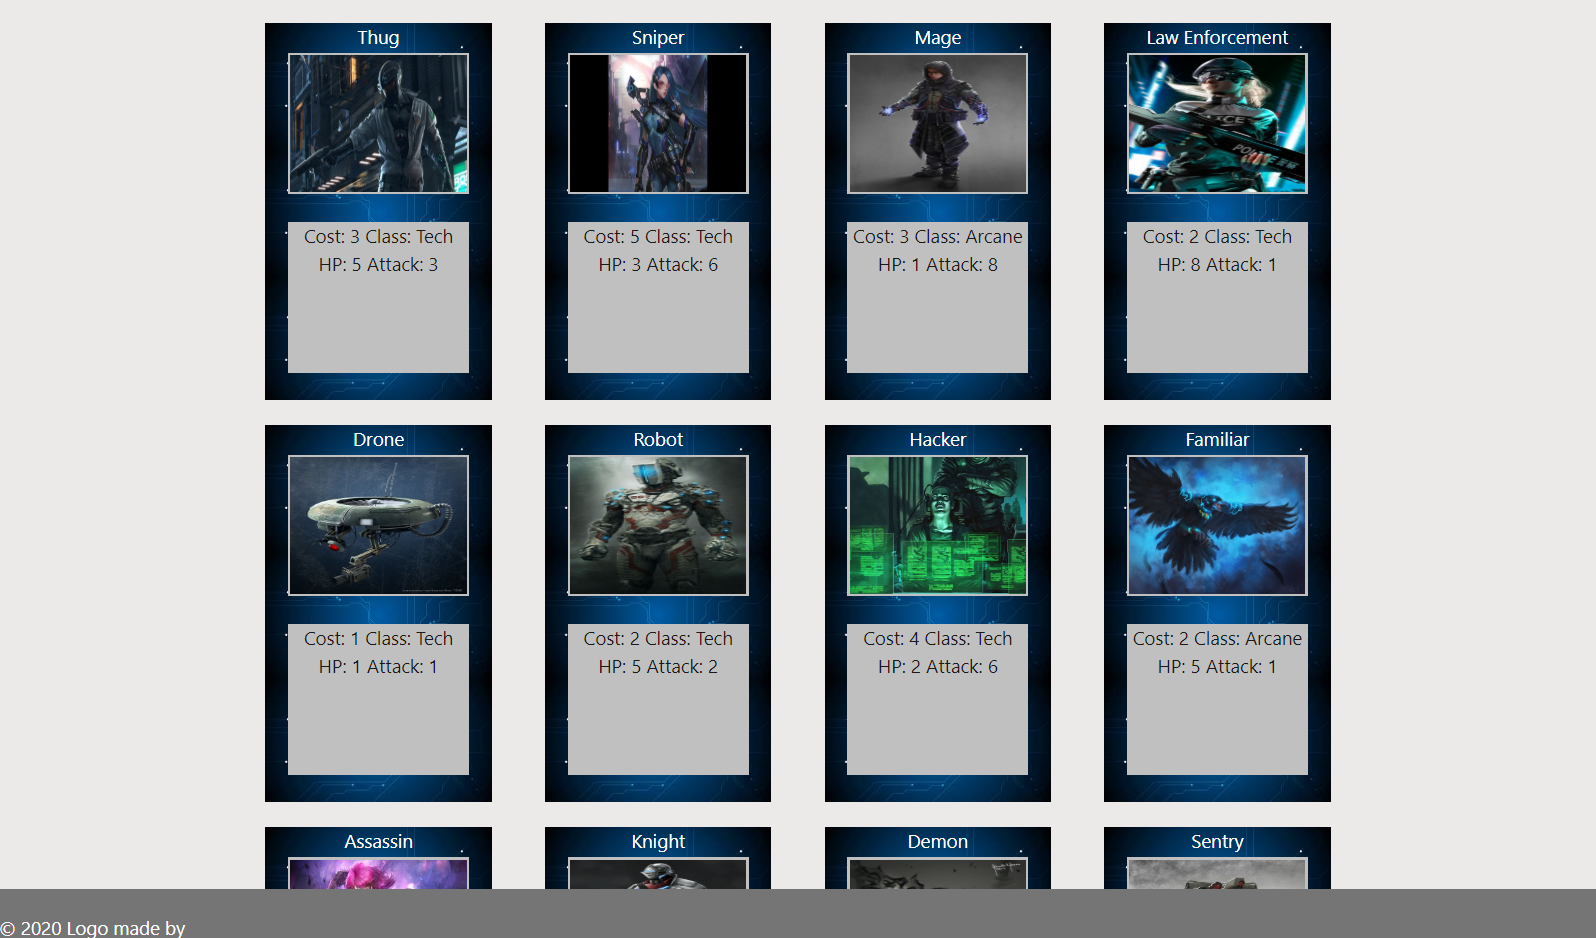 Thug
Sniper
Mage
Law Enforcement
POLICE
Cost: 3 Class: Tech
HP: 5 Attack: 3
Cost: 5 Class: Tech
HP: 3 Attack: 6
Cost: 3 Class: Arcane
HP: 1 Attack: 8
Cost: 2 Class: Tech
HP: 8 Attack: 1
Drone
Robot
Hacker
Familiar
Cost: 1 Class: Tech
HP: 1 Attack: 1
Cost: 2 Class: Tech
HP: 5 Attack: 2
Cost: 4 Class: Tech
HP: 2 Attack: 6
Cost: 2 Class: Arcane
HP: 5 Attack: 1
Assassin
Knight
Demon
Sentry
© 2020 Logo made by